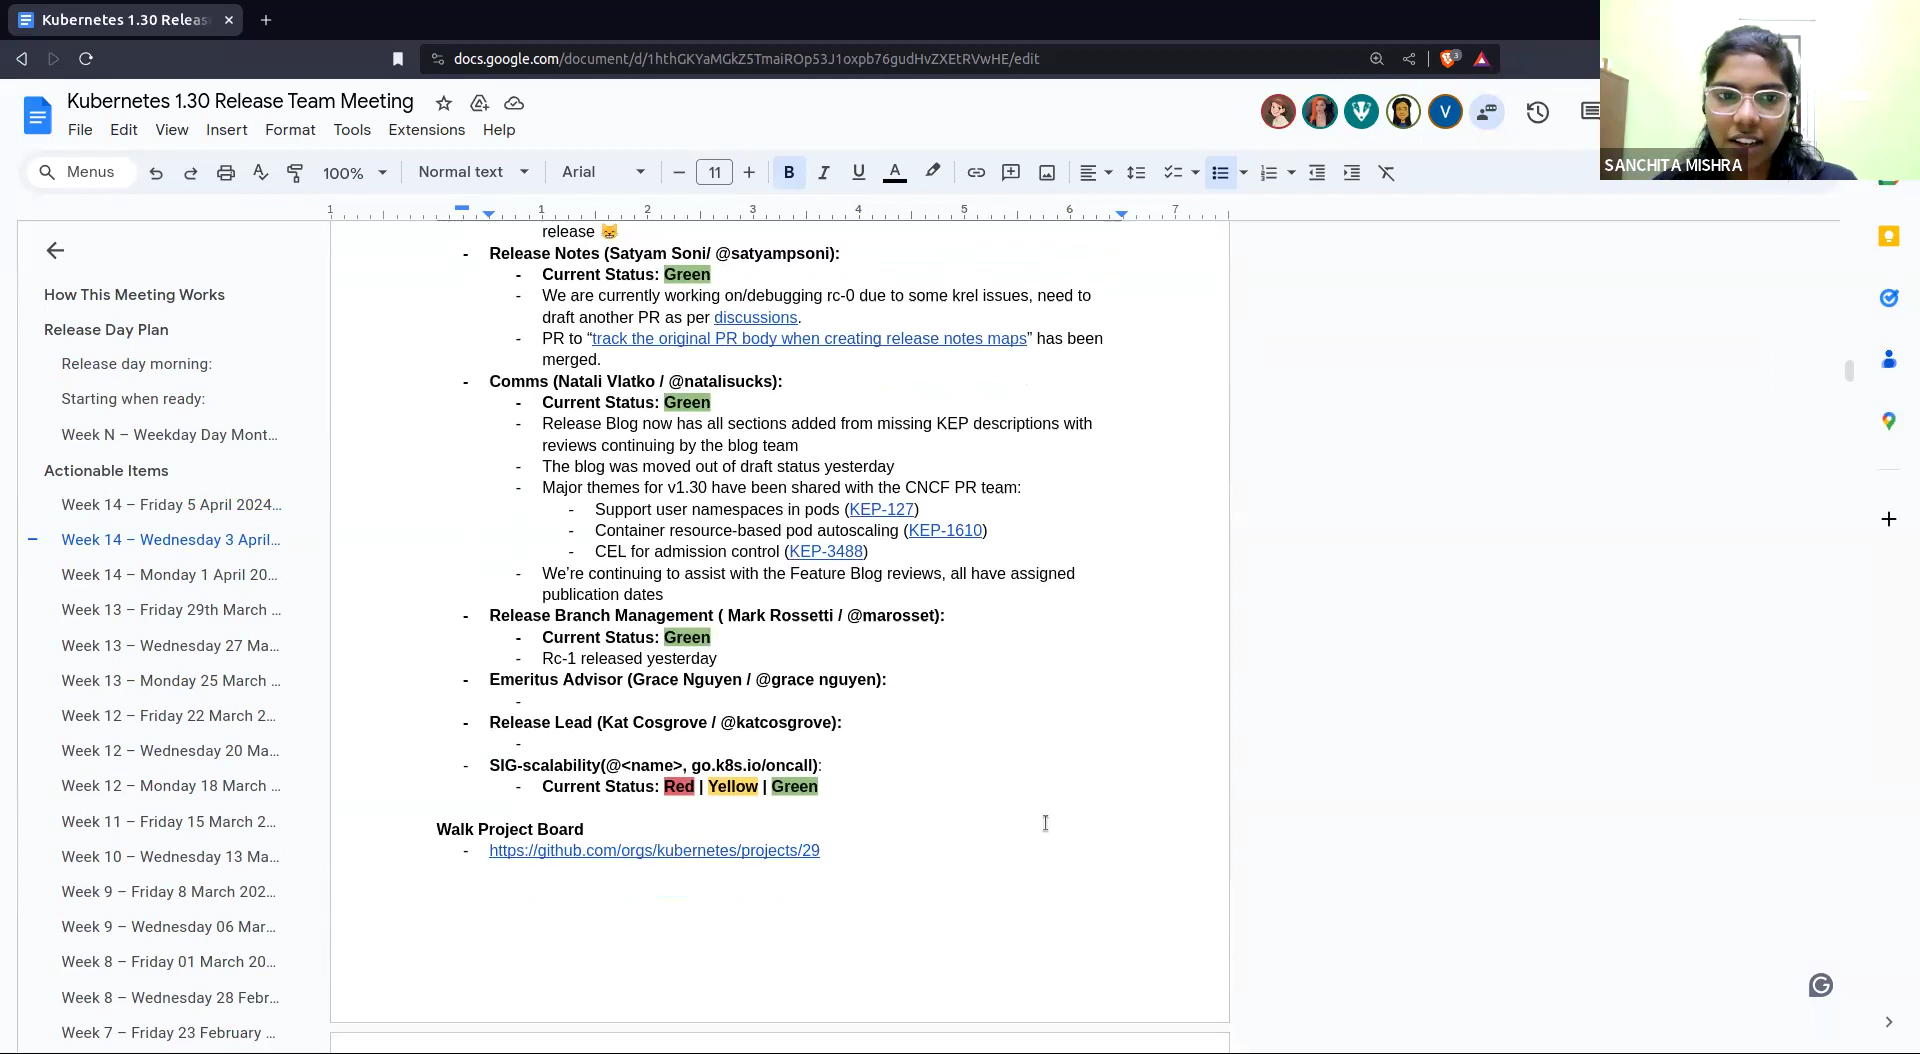 Kubernetes 1.30 Releas
docs.google.com/document/d/1hthGKYaMGkZ5TmaiROp53J1oxpb76gudHvZXEtRVwHE/edit
3
Kubernetes 1.30 Release Team Meeting
File Edit View Insert Format Tools Extensions Help
V
SANCHITA MISHRA
Menus 100% Normal text Arial 11 B I U A
1 1 2 3 4 5 6 7
How This Meeting Works
Release Day Plan
Release day morning:
Starting when ready:
Week N – Weekday Day Mont...
Actionable Items
Week 14 – Friday 5 April 2024...
Week 14 – Wednesday 3 April...
Week 14 – Monday 1 April 20...
Week 13 – Friday 29th March ...
Week 13 – Wednesday 27 Ma...
Week 13 – Monday 25 March ...
Week 12 – Friday 22 March 2...
Week 12 – Wednesday 20 Ma...
Week 12 – Monday 18 March ...
Week 11 – Friday 15 March 2...
Week 10 – Wednesday 13 Ma...
Week 9 – Friday 8 March 202...
Week 9 – Wednesday 06 Mar...
Week 8 – Friday 01 March 20...
Week 8 – Wednesday 28 Febr...
Week 7 – Friday 23 February ...
release 😸
- Release Notes (Satyam Soni/ @satyampsoni):
- Current Status: Green
- We are currently working on/debugging rc-0 due to some krel issues, need to
draft another PR as per discussions.
- PR to “track the original PR body when creating release notes maps” has been
merged.
- Comms (Natali Vlatko / @natalisucks):
- Current Status: Green
- Release Blog now has all sections added from missing KEP descriptions with
reviews continuing by the blog team
- The blog was moved out of draft status yesterday
- Major themes for v1.30 have been shared with the CNCF PR team:
- Support user namespaces in pods (KEP-127)
- Container resource-based pod autoscaling (KEP-1610)
- CEL for admission control (KEP-3488)
- We’re continuing to assist with the Feature Blog reviews, all have assigned
publication dates
- Release Branch Management ( Mark Rossetti / @marosset):
- Current Status: Green
- Rc-1 released yesterday
- Emeritus Advisor (Grace Nguyen / @grace nguyen):
-
- Release Lead (Kat Cosgrove / @katcosgrove):
-
- SIG-scalability(@<name>, go.k8s.io/oncall):
- Current Status: Red | Yellow | Green
Walk Project Board
- https://github.com/orgs/kubernetes/projects/29